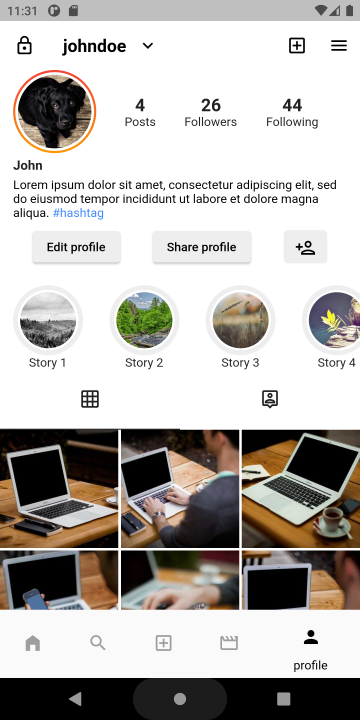 11:31
johndoe
4 26 44
Posts Followers Following
John
Lorem ipsum dolor sit amet, consectetur adipiscing elit, sed
do eiusmod tempor incididunt ut labore et dolore magna
aliqua. #hashtag
Edit profile Share profile
Story 1 Story 2 Story 3 Story 4
profile